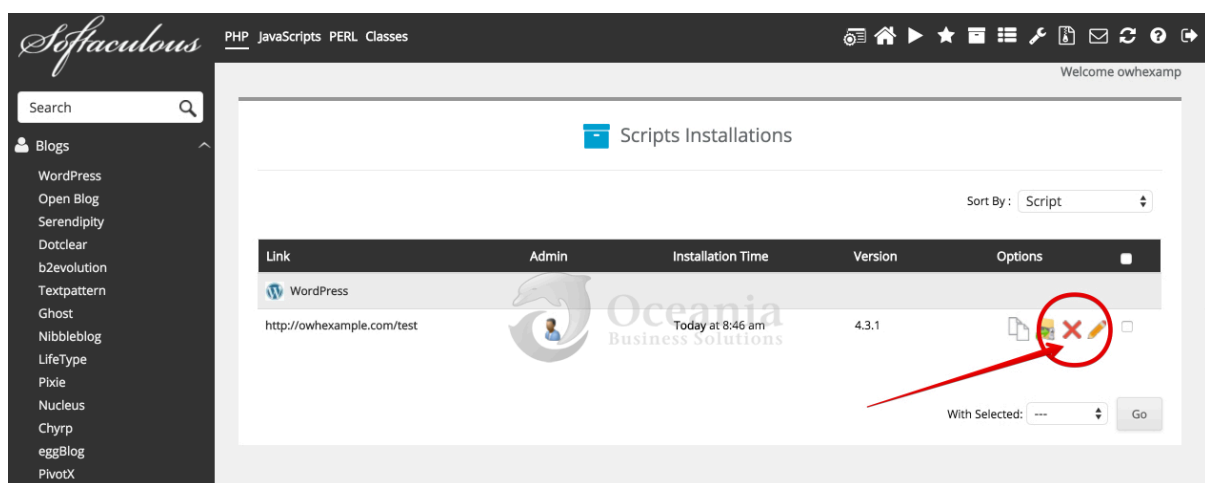 Softaculous
PHP JavaScripts PERL Classes
Welcome owhexamp
Search
Blogs
WordPress
Open Blog
Serendipity
Dotclear
b2evolution
Textpattern
Ghost
Nibbleblog
LifeType
Pixie
Nucleus
Chyrp
eggBlog
PivotX
Scripts Installations
Sort By : Script
Link Admin Installation Time Version Options
WordPress
http://owhexample.com/test Today at 8:46 am 4.3.1
Oceania
Business Solutions
With Selected: --- Go